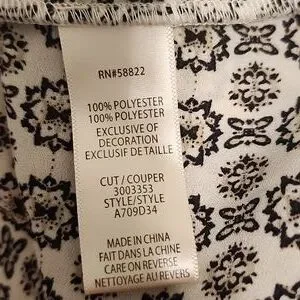 RN#58822
100% POLYESTER
100% POLYESTER
EXCLUSIVE OF
DECORATION
EXCLUSIF DE TAILLE
CUT / COUPER
3003353
STYLE/STYLE
A709D34
MADE IN CHINA
FAIT DANS LA CHINE
CARE ON REVERSE
NETTOYAGE AU REVERS